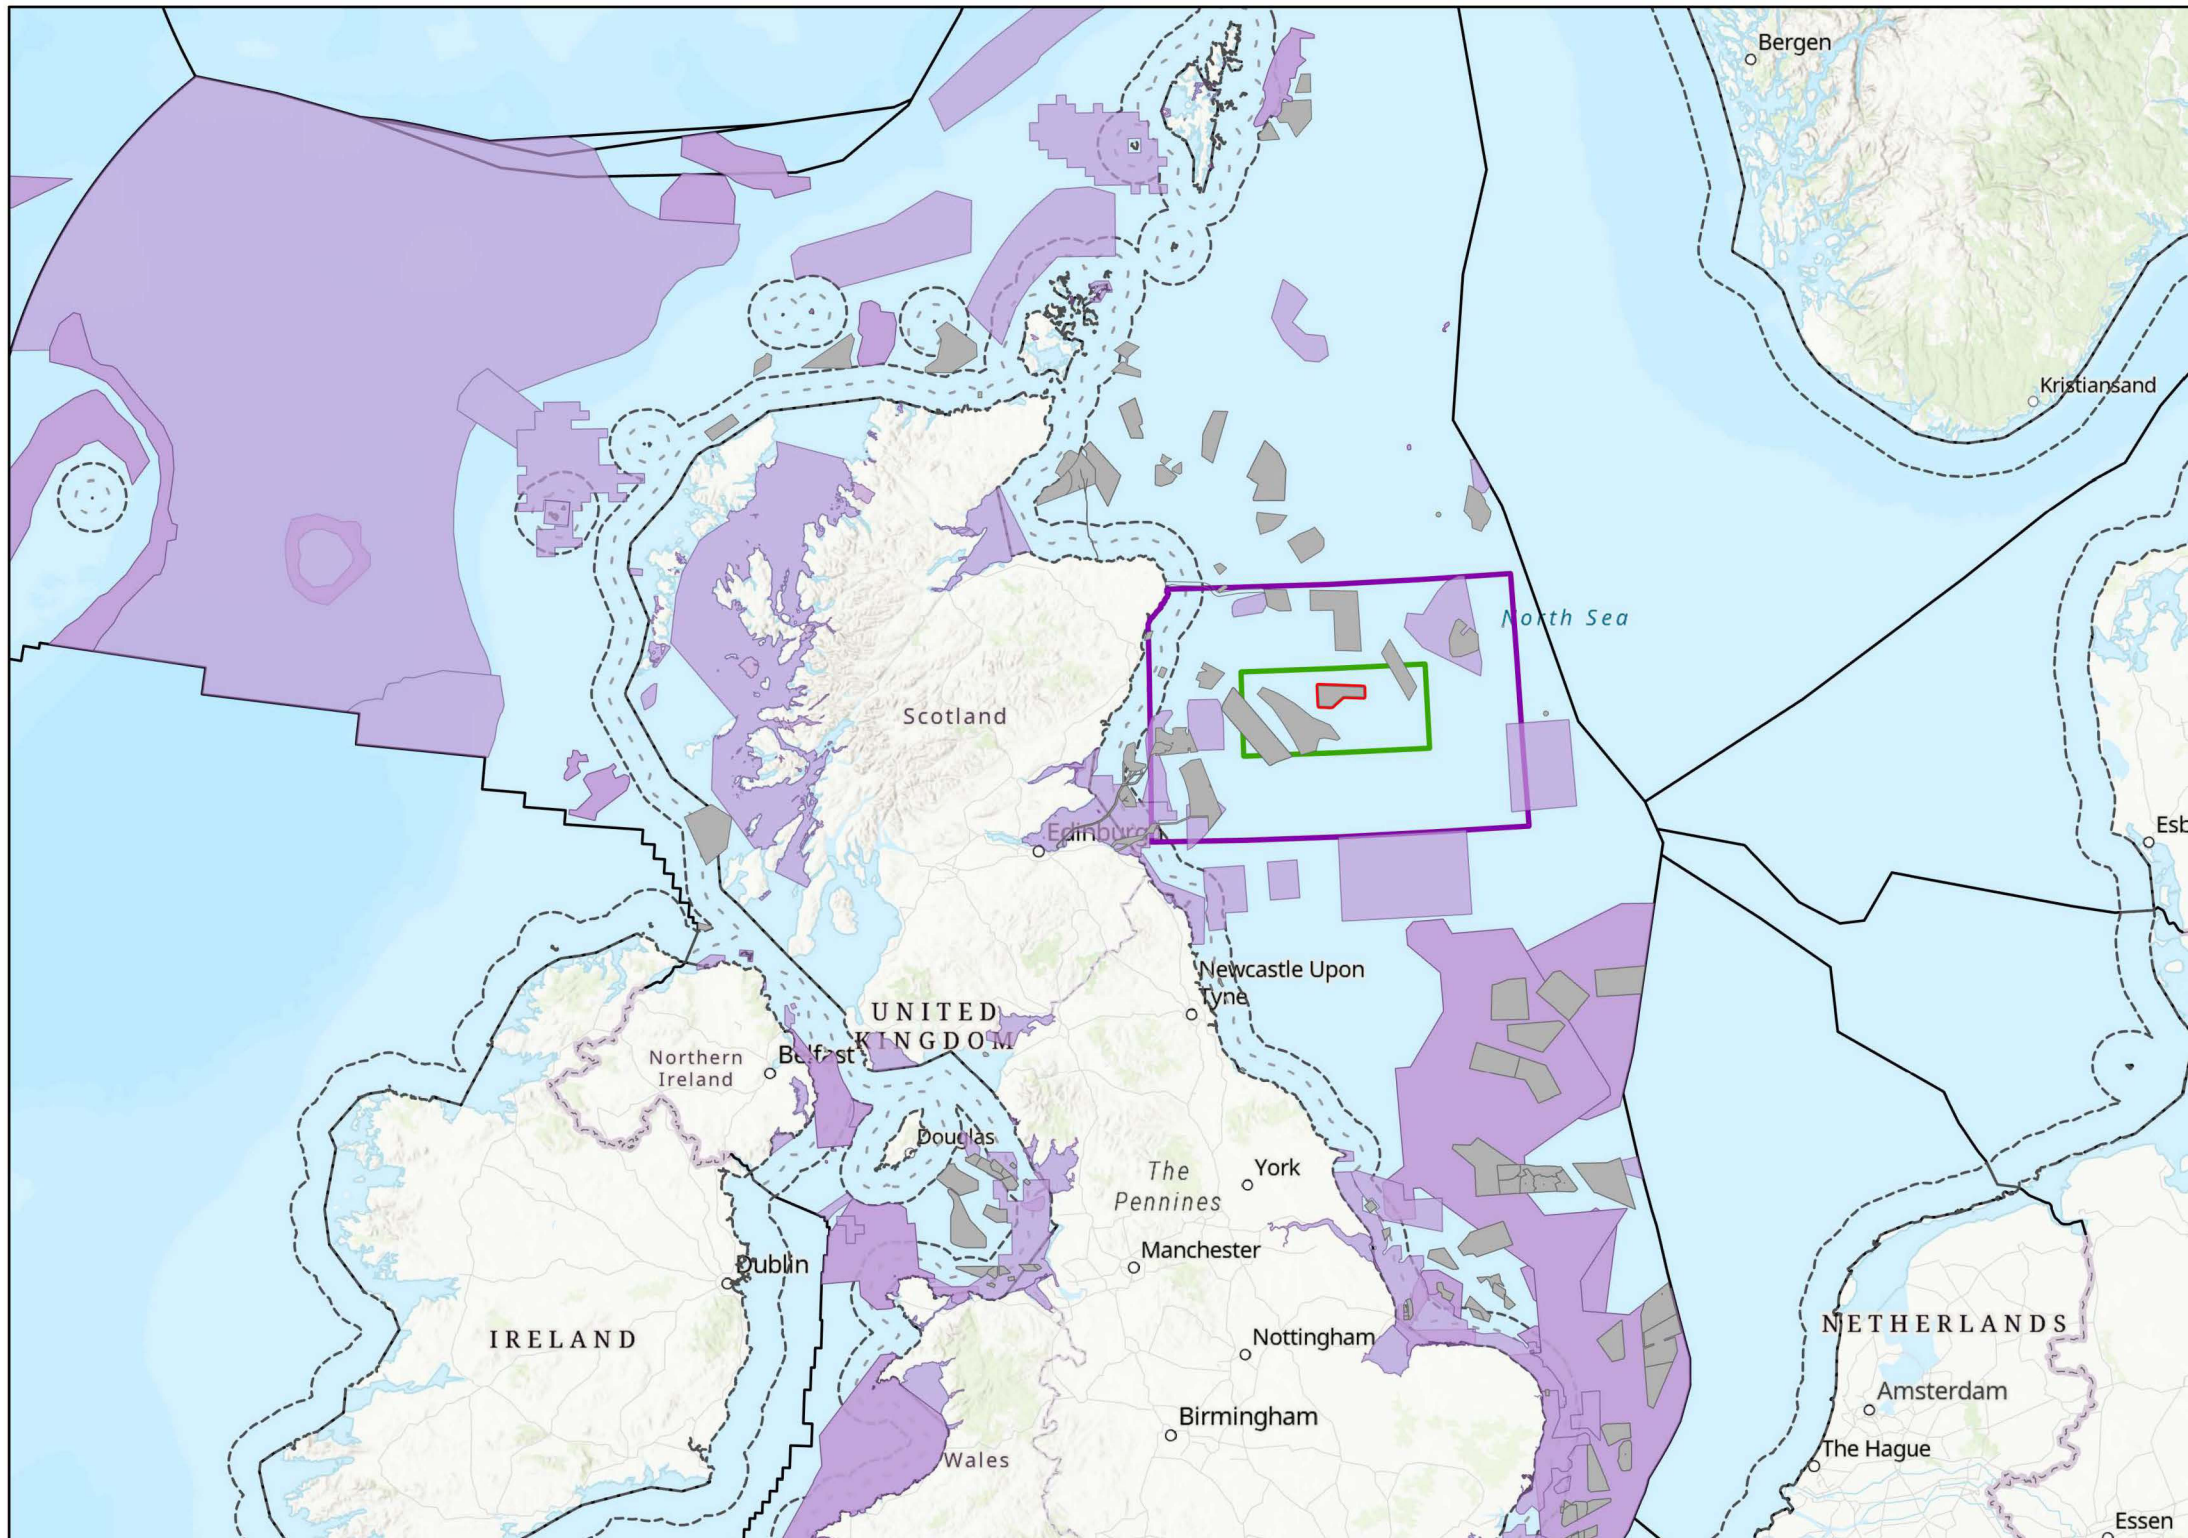 Bergen
Kristiansand
North Sea
Scotland
Edinburgh
Esb
Newcastle Upon
Tyne
UNITED
KINGDOM
Northern
Ireland
Belfast
Douglas
The
Pennines
York
Manchester
Dublin
IRELAND
Nottingham
NETHERLANDS
Amsterdam
Birmingham
The Hague
Wales
Essen